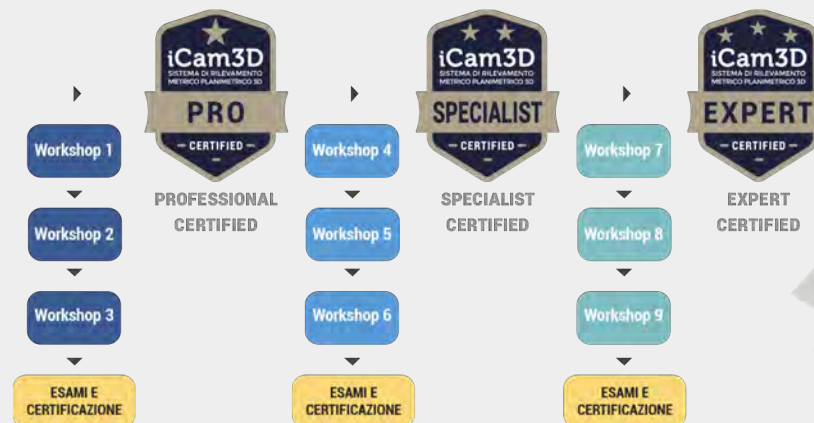 iCam3D
SISTEMA DI RILEVAMENTO
METRICO PLANIMETRICO 3D
PRO
CERTIFIED
PROFESSIONAL
CERTIFIED
Workshop 1
Workshop 2
Workshop 3
ESAMI E
CERTIFICAZIONE
iCam3D
SISTEMA DI RILEVAMENTO
METRICO PLANIMETRICO 3D
SPECIALIST
CERTIFIED
SPECIALIST
CERTIFIED
Workshop 4
Workshop 5
Workshop 6
ESAMI E
CERTIFICAZIONE
iCam3D
SISTEMA DI RILEVAMENTO
METRICO PLANIMETRICO 3D
EXPERT
CERTIFIED
EXPERT
CERTIFIED
Workshop 7
Workshop 8
Workshop 9
ESAMI E
CERTIFICAZIONE